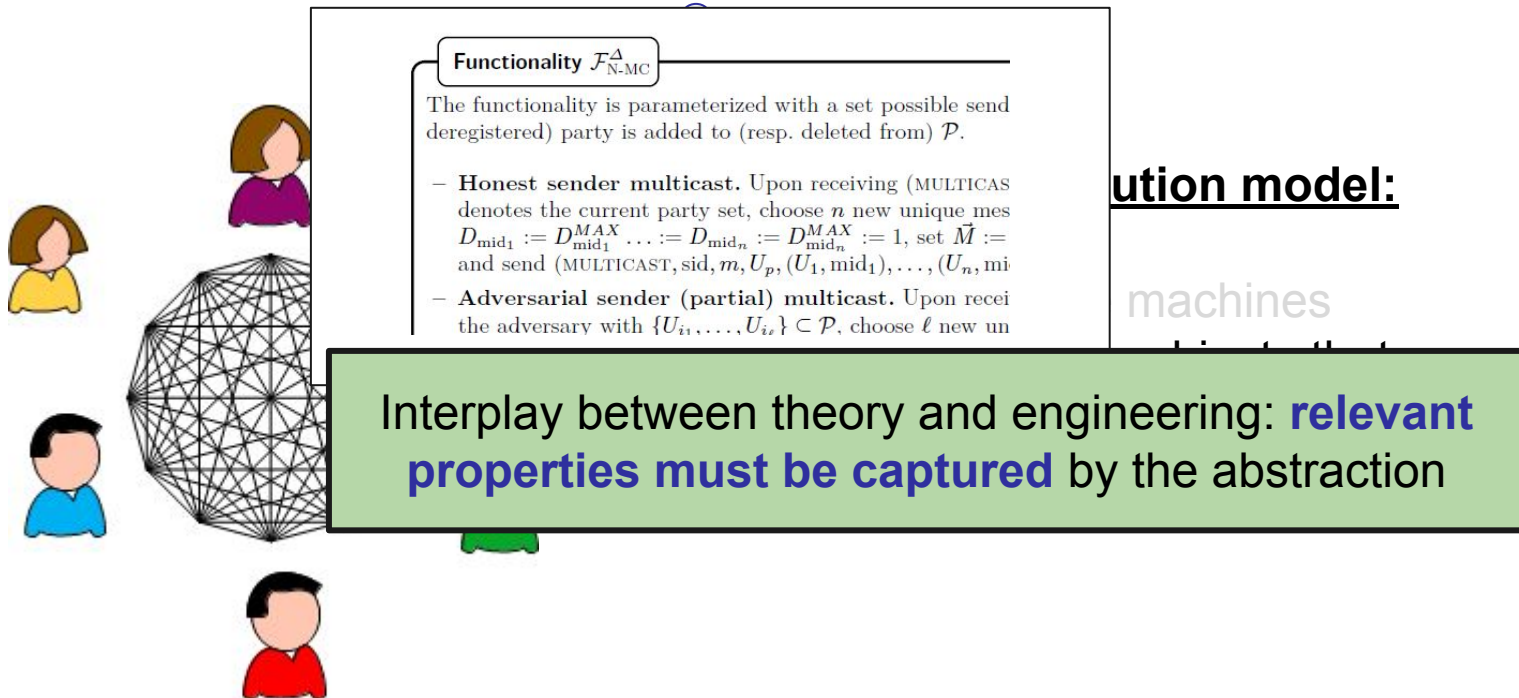 Functionality $\mathcal{F}_{\text{N-MC}}^{\Delta}$
The functionality is parameterized with a set possible send
deregistered) party is added to (resp. deleted from) $\mathcal{P}$.
– Honest sender multicast. Upon receiving (MULTICAS
denotes the current party set, choose $n$ new unique mes
$D_{\text{mid}_1} := D_{\text{mid}_1}^{MAX} \ldots := D_{\text{mid}_n} := D_{\text{mid}_n}^{MAX} := 1$, set $\vec{M} :=$
and send (MULTICAST, sid, $m, U_p, (U_1, \text{mid}_1), \ldots, (U_n,$ mi
– Adversarial sender (partial) multicast. Upon recei
the adversary with $\{U_{i_1}, \ldots, U_{i_\ell}\} \subset \mathcal{P}$, choose $\ell$ new un
ution model:
machines
Interplay between theory and engineering: relevant
properties must be captured by the abstraction